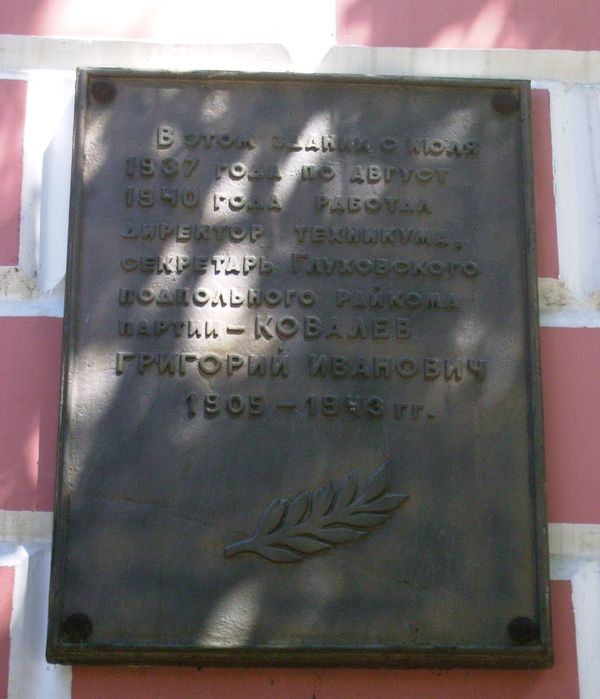 В этом здании с июля
1937 года по август
1940 года работал
директор техникума,
секретарь Глуховского
подпольного райкома
партии – КОВАЛЕВ
ГРИГОРИЙ ИВАНОВИЧ
1905 – 1943 гг.